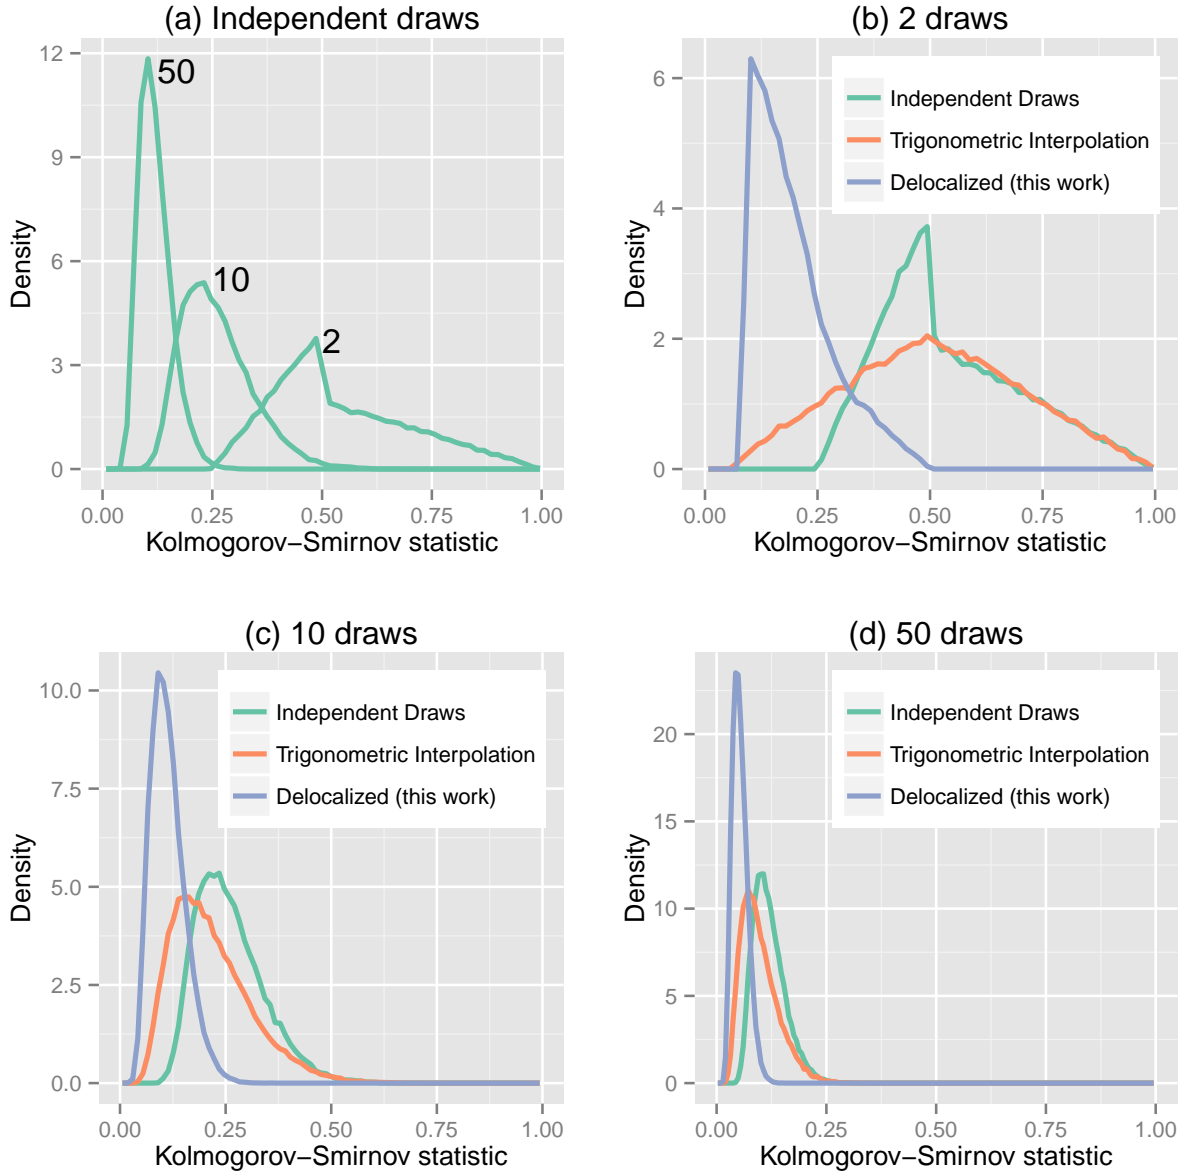 (a) Independent draws
12
9
6
3
0
Density
50
10
2
0.00 0.25 0.50 0.75 1.00
Kolmogorov−Smirnov statistic
(b) 2 draws
6
4
2
0
Density
Independent Draws
Trigonometric Interpolation
Delocalized (this work)
0.00 0.25 0.50 0.75 1.00
Kolmogorov−Smirnov statistic
(c) 10 draws
10.0
7.5
5.0
2.5
0.0
Density
Independent Draws
Trigonometric Interpolation
Delocalized (this work)
0.00 0.25 0.50 0.75 1.00
Kolmogorov−Smirnov statistic
(d) 50 draws
20
15
10
5
0
Density
Independent Draws
Trigonometric Interpolation
Delocalized (this work)
0.00 0.25 0.50 0.75 1.00
Kolmogorov−Smirnov statistic